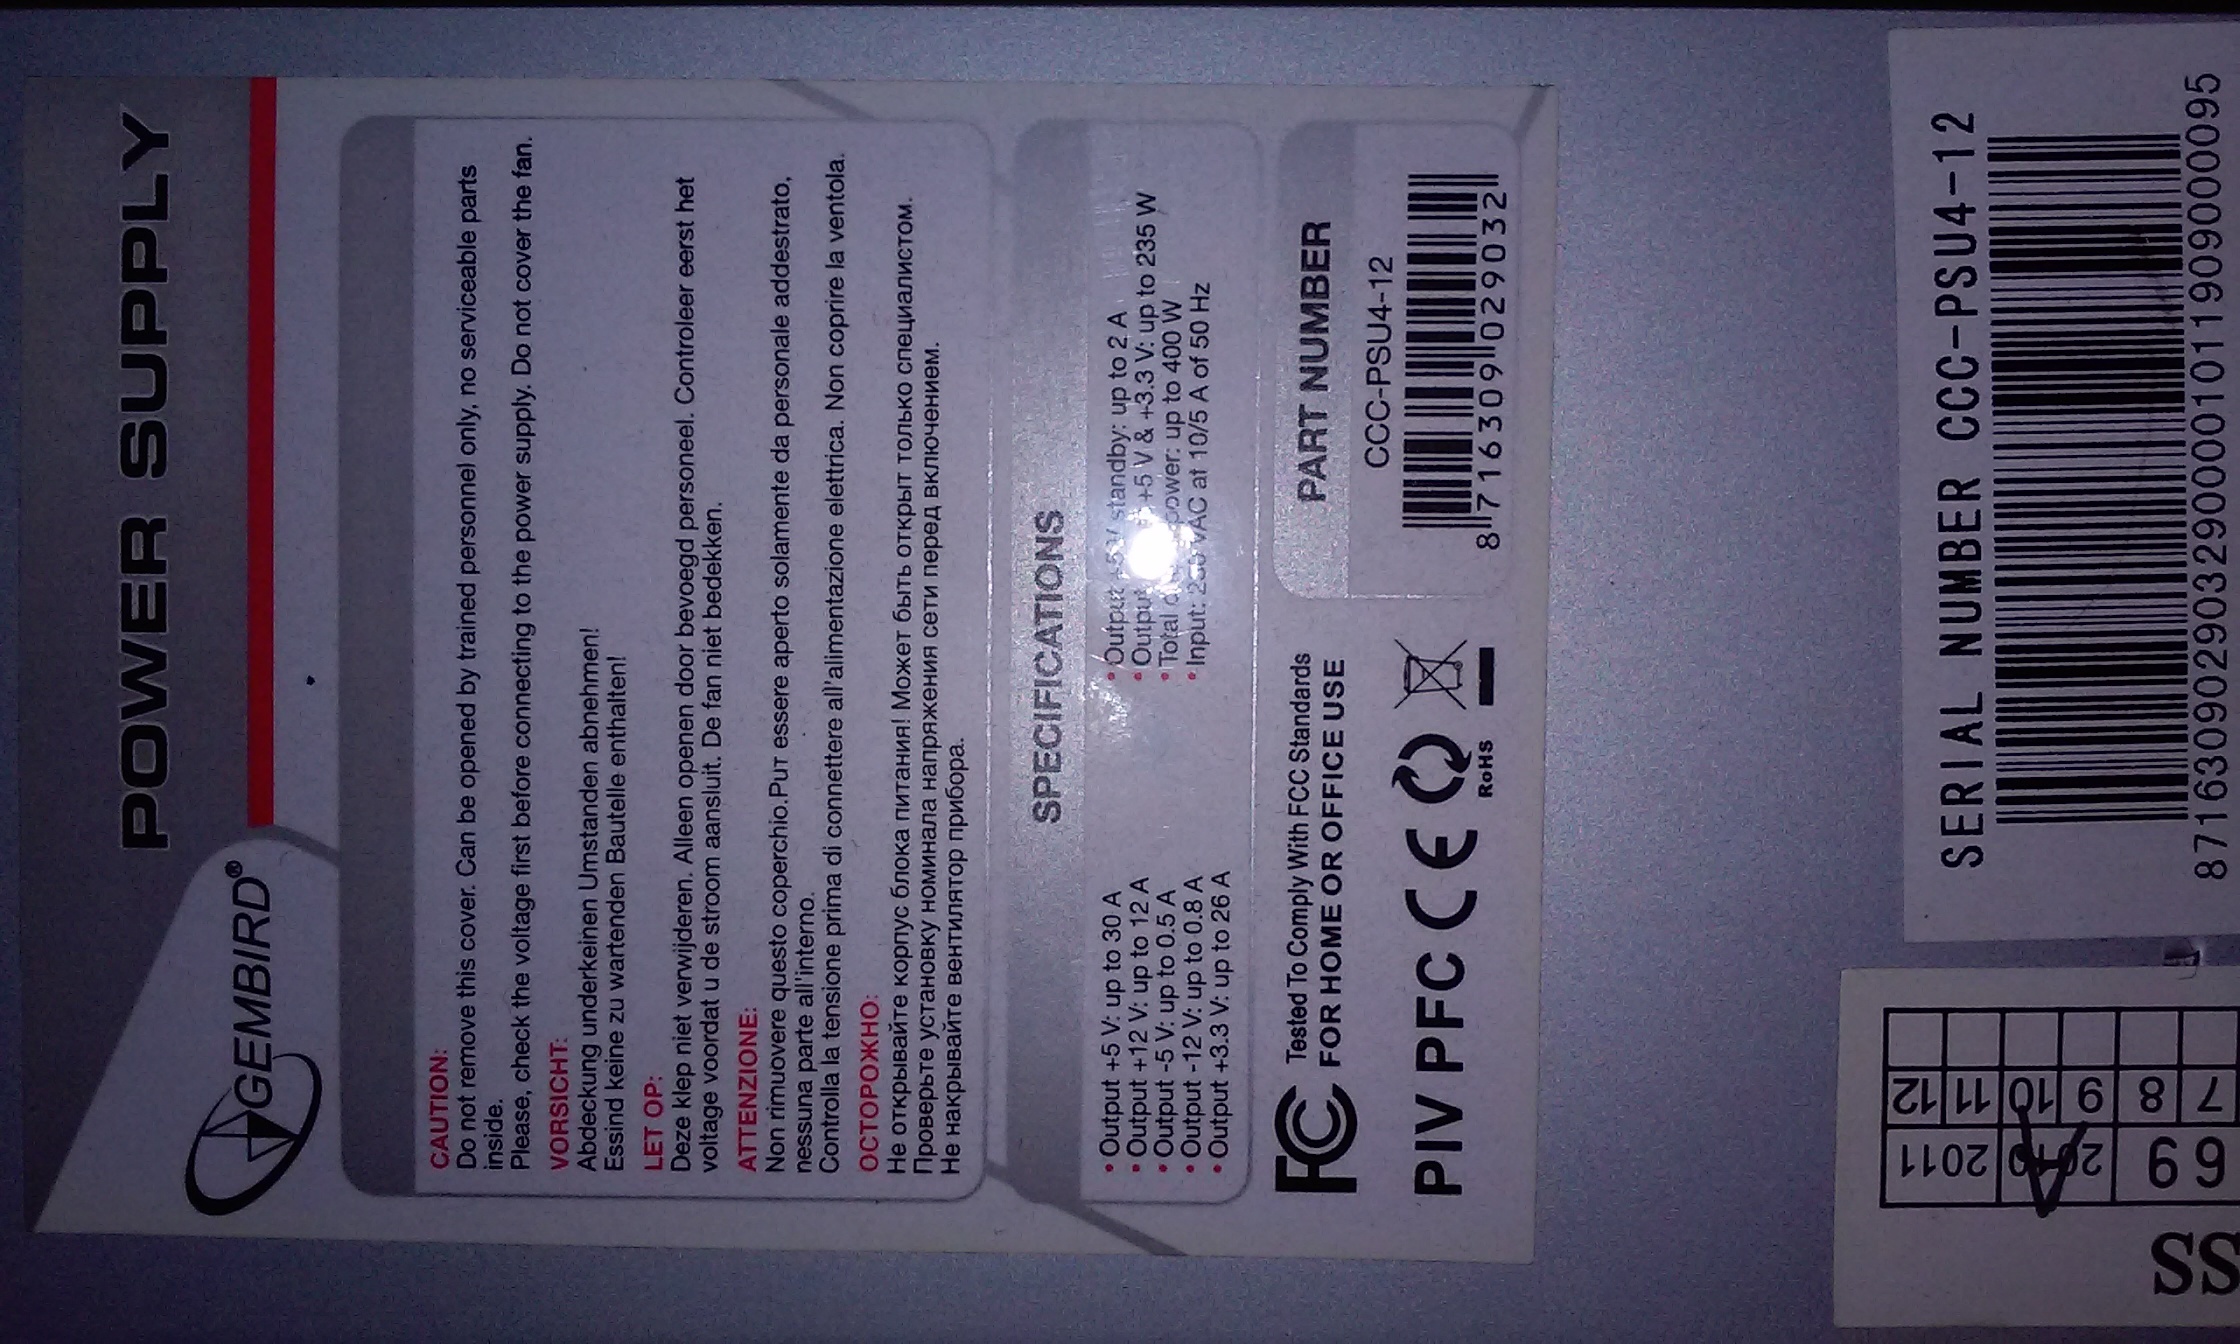 POWER SUPPLY
GEMBIRD®
CAUTION:
Do not remove this cover. Can be opened by trained personnel only, no serviceable parts
inside.
Please, check the voltage first before connecting to the power supply. Do not cover the fan.
VORSICHT:
Abdeckung underkeinen Umstanden abnehmen!
Essind keine zu wartenden Bautelle enthalten!
LET OP:
Deze klep niet verwijderen. Alleen openen door bevoegd personeel. Controleer eerst het
voltage voordat u de stroom aansluit. De fan niet bedekken.
ATTENZIONE:
Non rimuovere questo coperchio.Puт essere aperto solamente da personale addestrato,
nessuna parte all'interno.
Controlla la tensione prima di connettere all'alimentazione elettrica. Non coprire la ventola.
ОСТОРОЖНО:
Не открывайте корпус блока питания! Может быть открыт только специалистом.
Проверьте установку номинала напряжения сети перед включением.
Не накрывайте вентилятор прибора.
SPECIFICATIONS
• Output +5 V: up to 30 A
• Output +12 V: up to 12 A
• Output -5 V: up to 0.5 A
• Output -12 V: up to 0.8 A
• Output +3.3 V: up to 26 A
• Output standby: up to 2 A
• Output +5 V & +3.3 V: up to 235 W
• Total power: up to 400 W
• Input: VAC at 10/5 A of 50 Hz
FC Tested To Comply With FCC Standards
FOR HOME OR OFFICE USE
PIV PFC CE
RoHS
PART NUMBER
CCC-PSU4-12
8716309029032
SERIAL NUMBER CCC-PSU4-12
2011 12
11
2010 10
9
69 8
7
SS